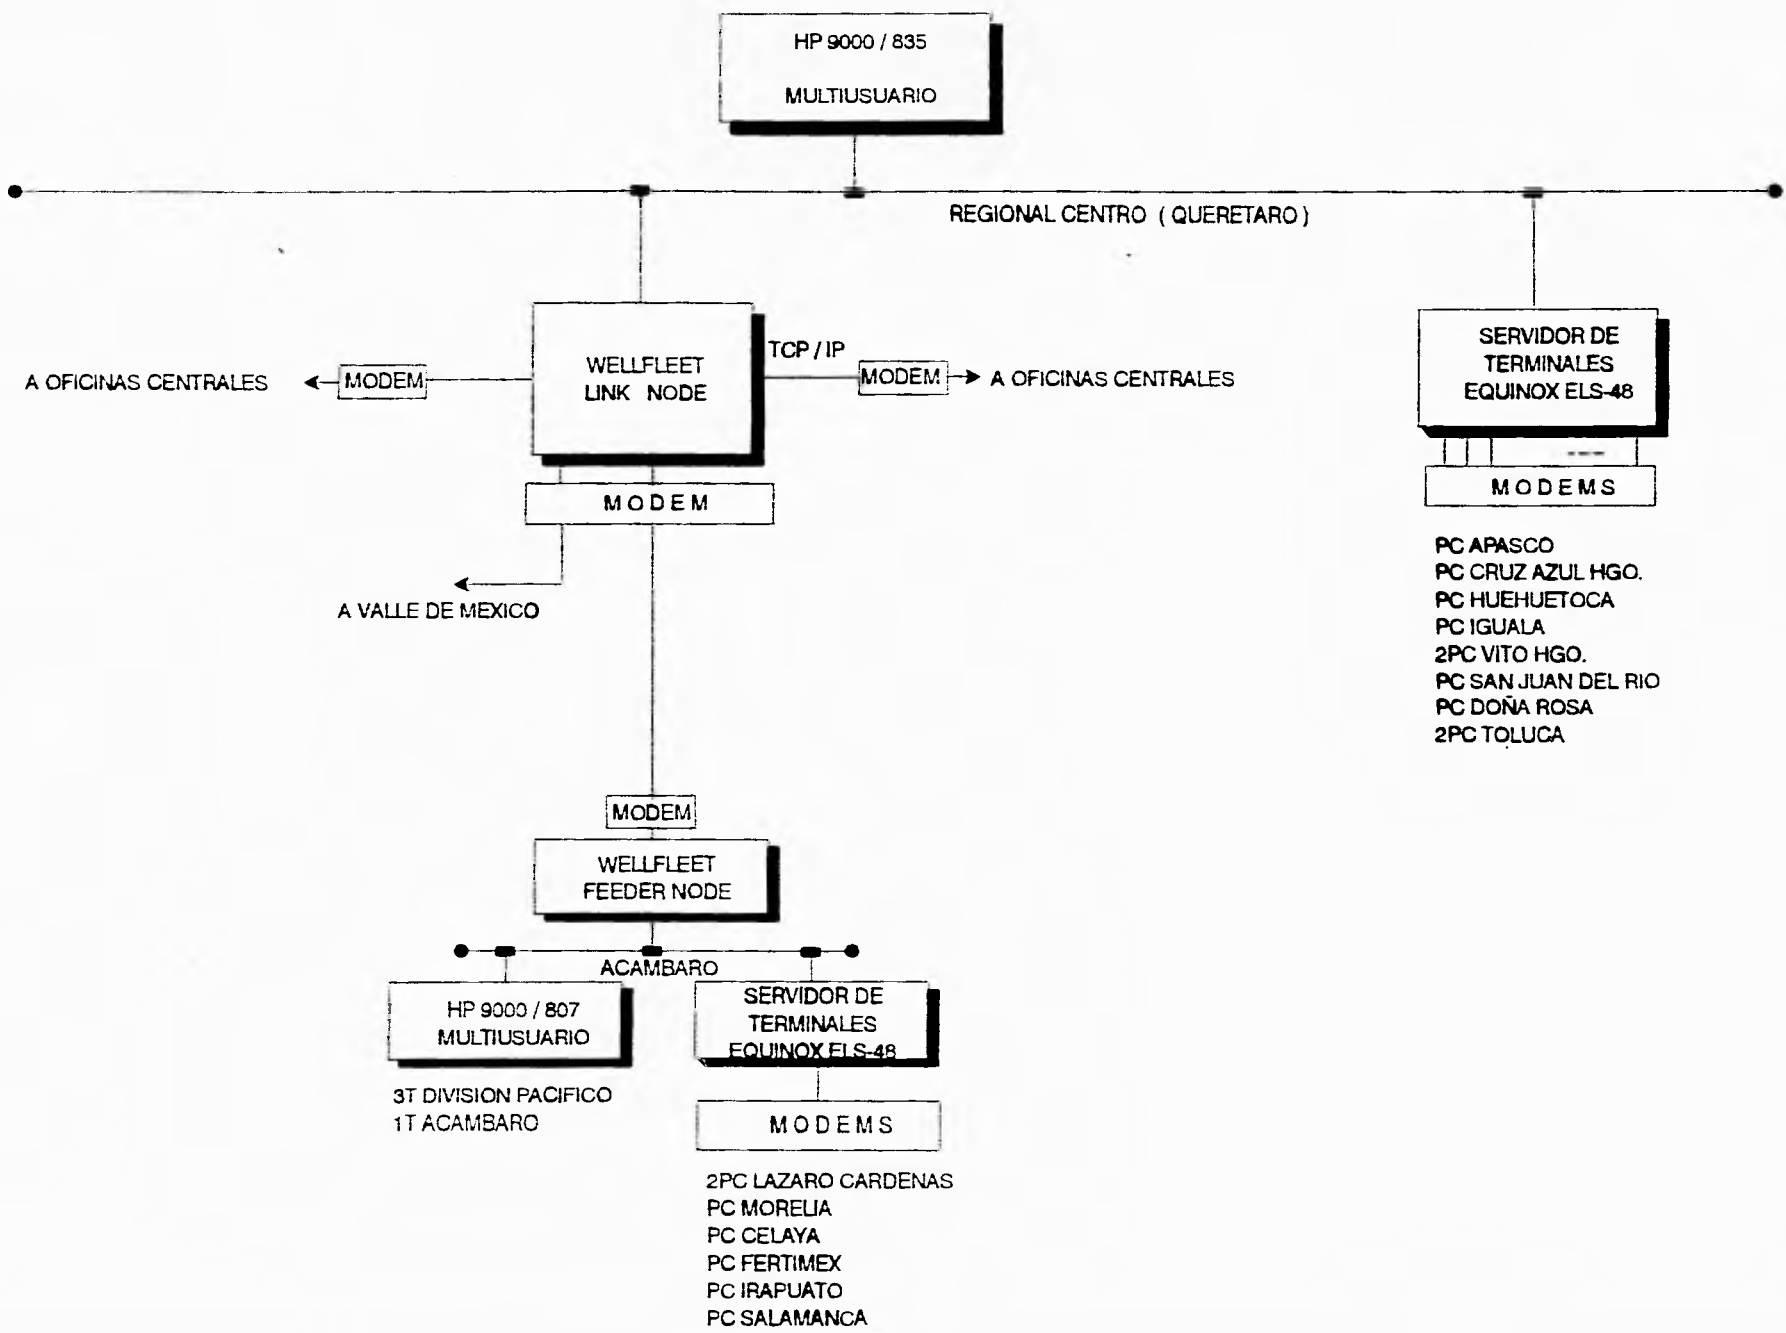 HP 9000 / 835
MULTIUSUARIO
REGIONAL CENTRO ( QUERETARO )
A OFICINAS CENTRALES
MODEM
WELLFLEET
LINK NODE
TCP / IP
MODEM
A OFICINAS CENTRALES
SERVIDOR DE
TERMINALES
EQUINOX ELS-48
MODEM
MODEMS
A VALLE DE MEXICO
PC APASCO
PC CRUZ AZUL HGO.
PC HUEHUETOCA
PC IGUALA
2PC VITO HGO.
PC SAN JUAN DEL RIO
PC DOÑA ROSA
2PC TOLUCA
MODEM
WELLFLEET
FEEDER NODE
ACAMBARO
HP 9000 / 807
MULTIUSUARIO
3T DIVISION PACIFICO
1T ACAMBARO
SERVIDOR DE
TERMINALES
EQUINOX ELS-48
MODEMS
2PC LAZARO CARDENAS
PC MORELIA
PC CELAYA
PC FERTIMEX
PC IRAPUATO
PC SALAMANCA